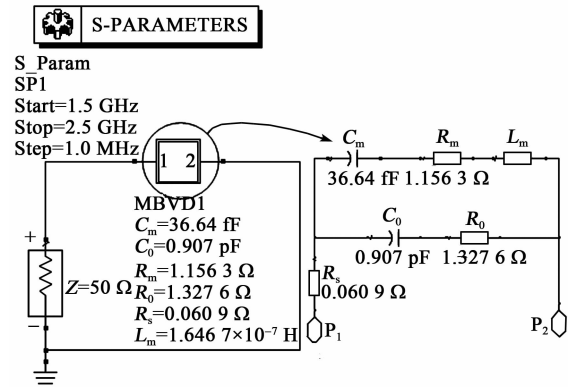 S-PARAMETERS
S_Param
SP1
Start=1.5 GHz
Stop=2.5 GHz
Step=1.0 MHz
1 2
MBVD1
Cm=36.64 fF
C0=0.907 pF
Rm=1.156 3 Ω
R0=1.327 6 Ω
Rs=0.060 9 Ω
Lm=1.646 7×10⁻⁷ H
+
Z=50 Ω
−
Cm
Rm
Lm
36.64 fF 1.156 3 Ω
C0
R0
0.907 pF 1.327 6 Ω
Rs
0.060 9 Ω
P1
P2